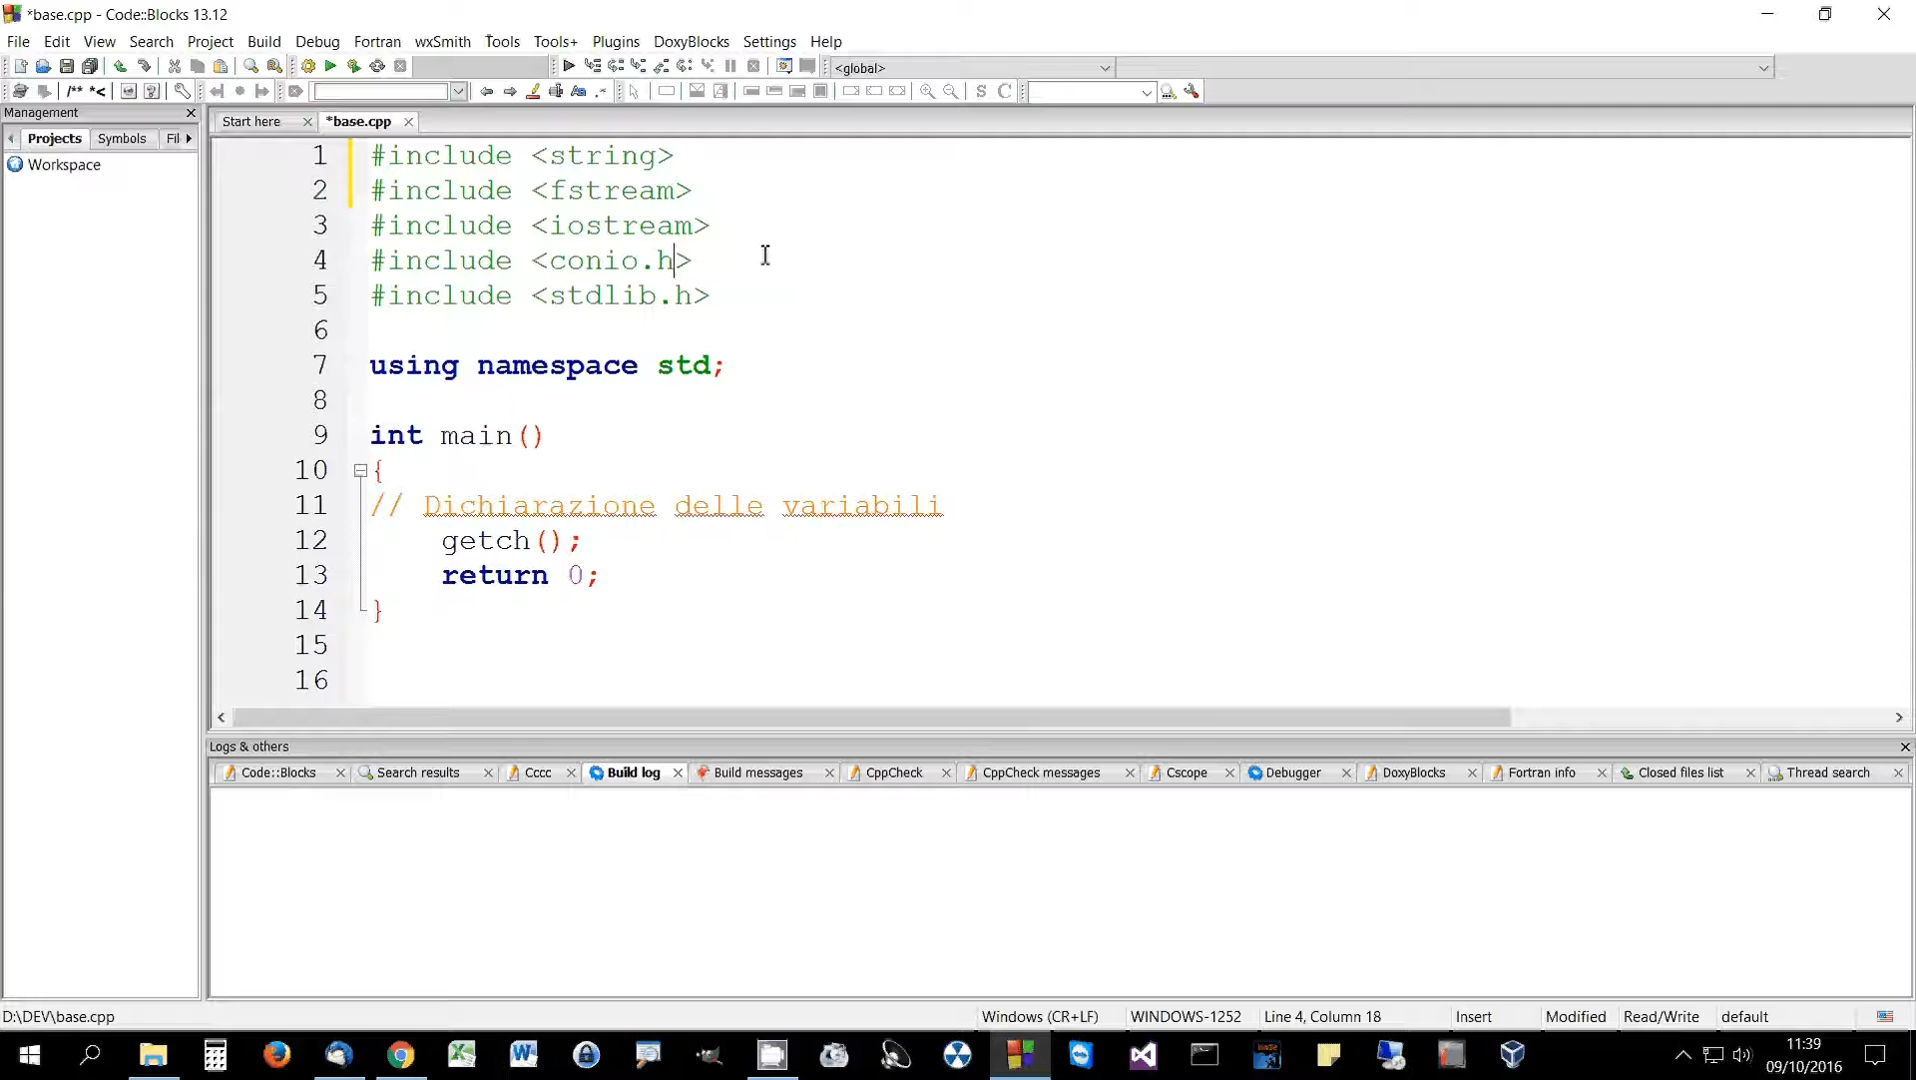 *base.cpp - Code::Blocks 13.12
File Edit View Search Project Build Debug Fortran wxSmith Tools Tools+ Plugins DoxyBlocks Settings Help
<global>
/** *<
S C
Management
Start here *base.cpp
Projects Symbols Fil
Workspace
1 #include <string>
2 #include <fstream>
3 #include <iostream>
4 #include <conio.h>
5 #include <stdlib.h>
6
7 using namespace std;
8
9 int main()
10 {
11 // Dichiarazione delle variabili
12 getch();
13 return 0;
14 }
15
16
Logs & others
Code::Blocks Search results Cccc Build log Build messages CppCheck CppCheck messages Cscope Debugger DoxyBlocks Fortran info Closed files list Thread search
D:\DEV\base.cpp Windows (CR+LF) WINDOWS-1252 Line 4, Column 18 Insert Modified Read/Write default
11:39
09/10/2016